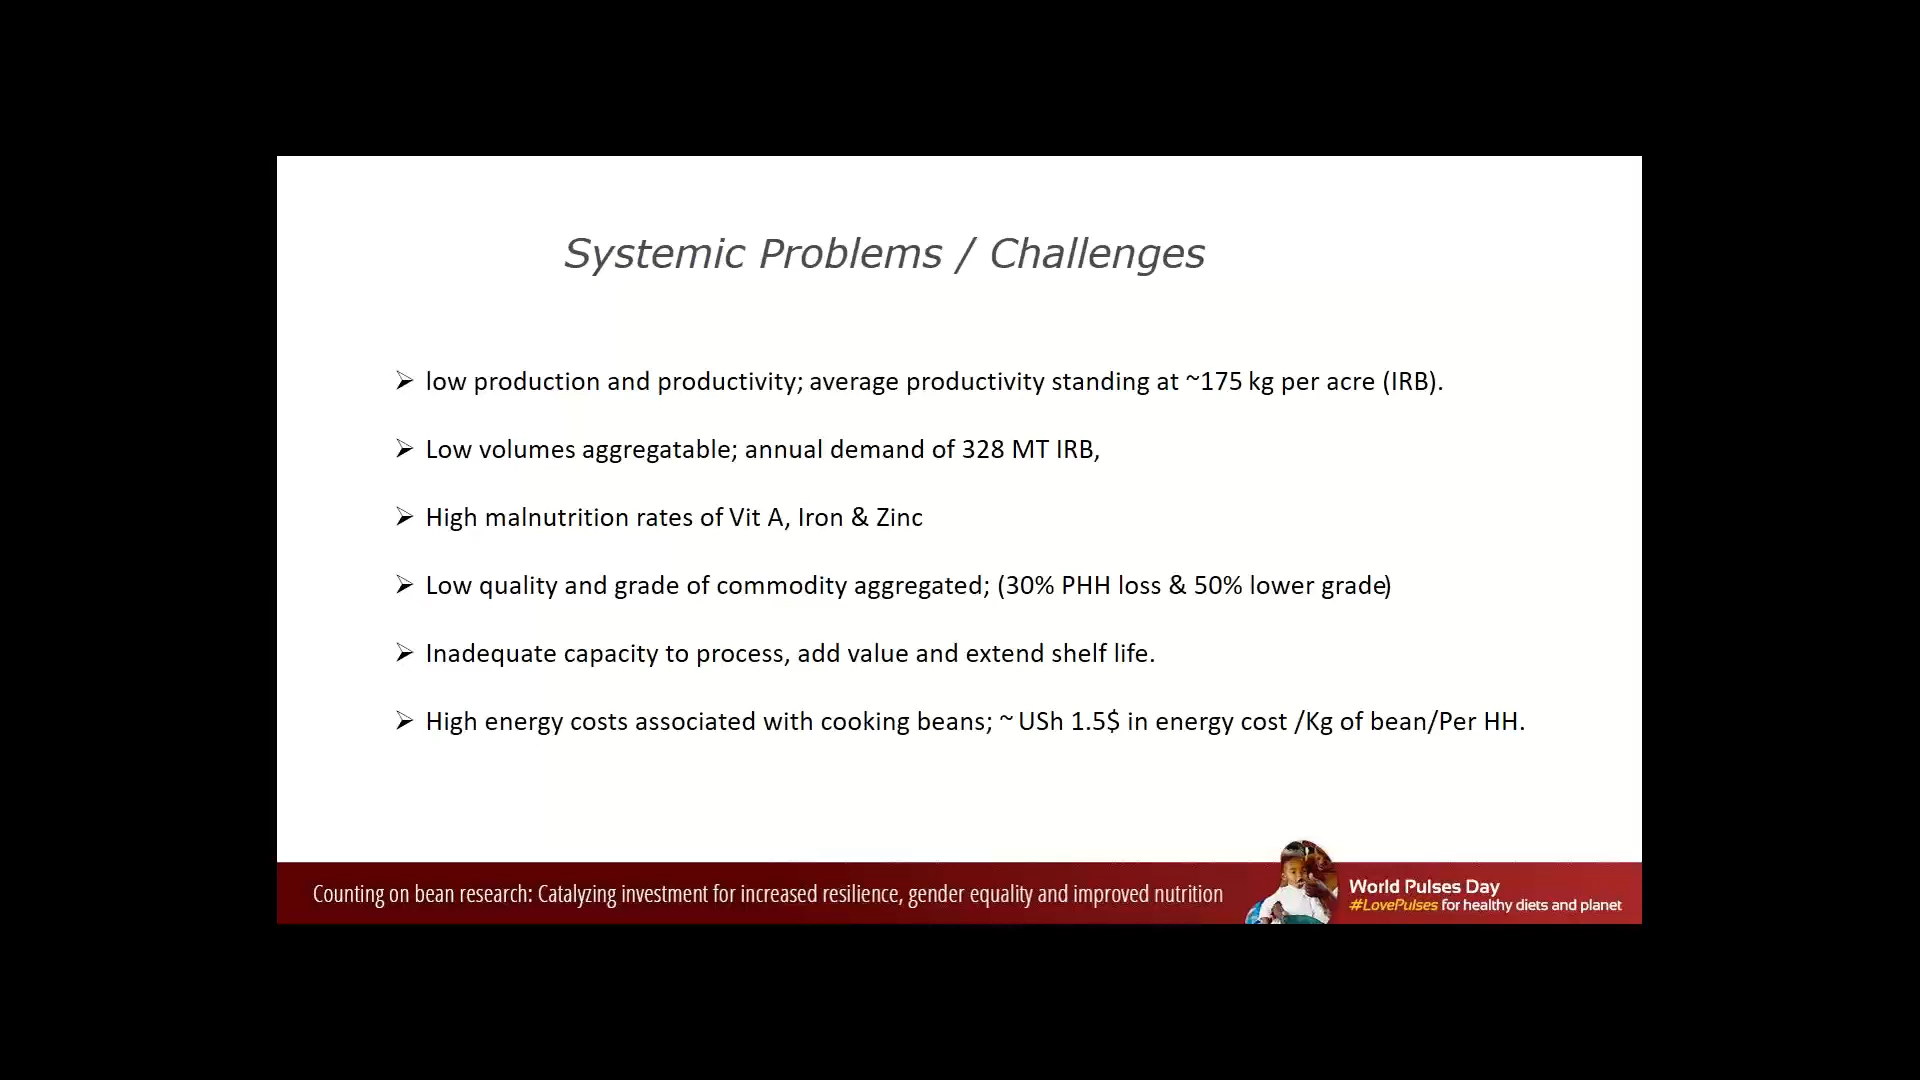 Systemic Problems / Challenges
➢ low production and productivity; average productivity standing at ~175 kg per acre (IRB).
➢ Low volumes aggregatable; annual demand of 328 MT IRB,
➢ High malnutrition rates of Vit A, Iron & Zinc
➢ Low quality and grade of commodity aggregated; (30% PHH loss & 50% lower grade)
➢ Inadequate capacity to process, add value and extend shelf life.
➢ High energy costs associated with cooking beans; ~ USh 1.5$ in energy cost /Kg of bean/Per HH.
Counting on bean research: Catalyzing investment for increased resilience, gender equality and improved nutrition
World Pulses Day
#LovePulses for healthy diets and planet